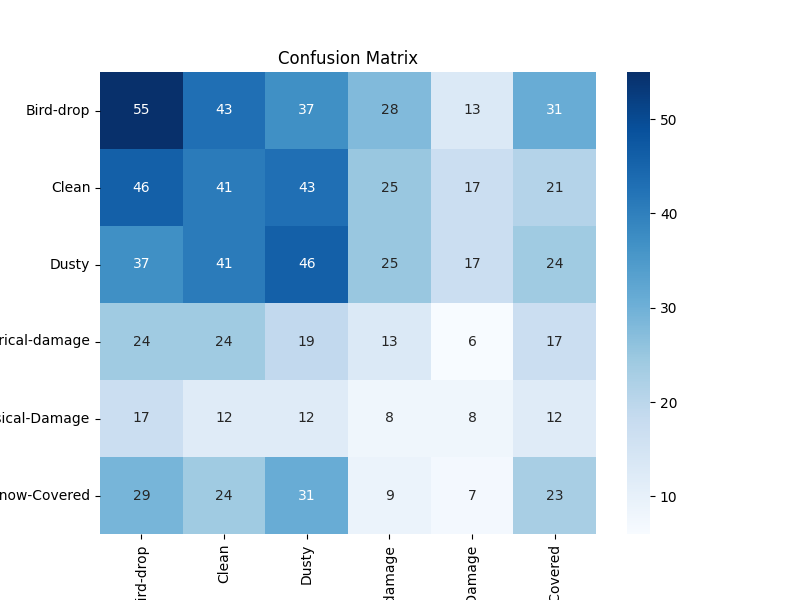 Confusion Matrix
Bird-drop 55 43 37 28 13 31
Clean 46 41 43 25 17 21
Dusty 37 41 46 25 17 24
rical-damage 24 24 19 13 6 17
sical-Damage 17 12 12 8 8 12
now-Covered 29 24 31 9 7 23
ird-drop
Clean
Dusty
damage
Damage
Covered
50
40
30
20
10